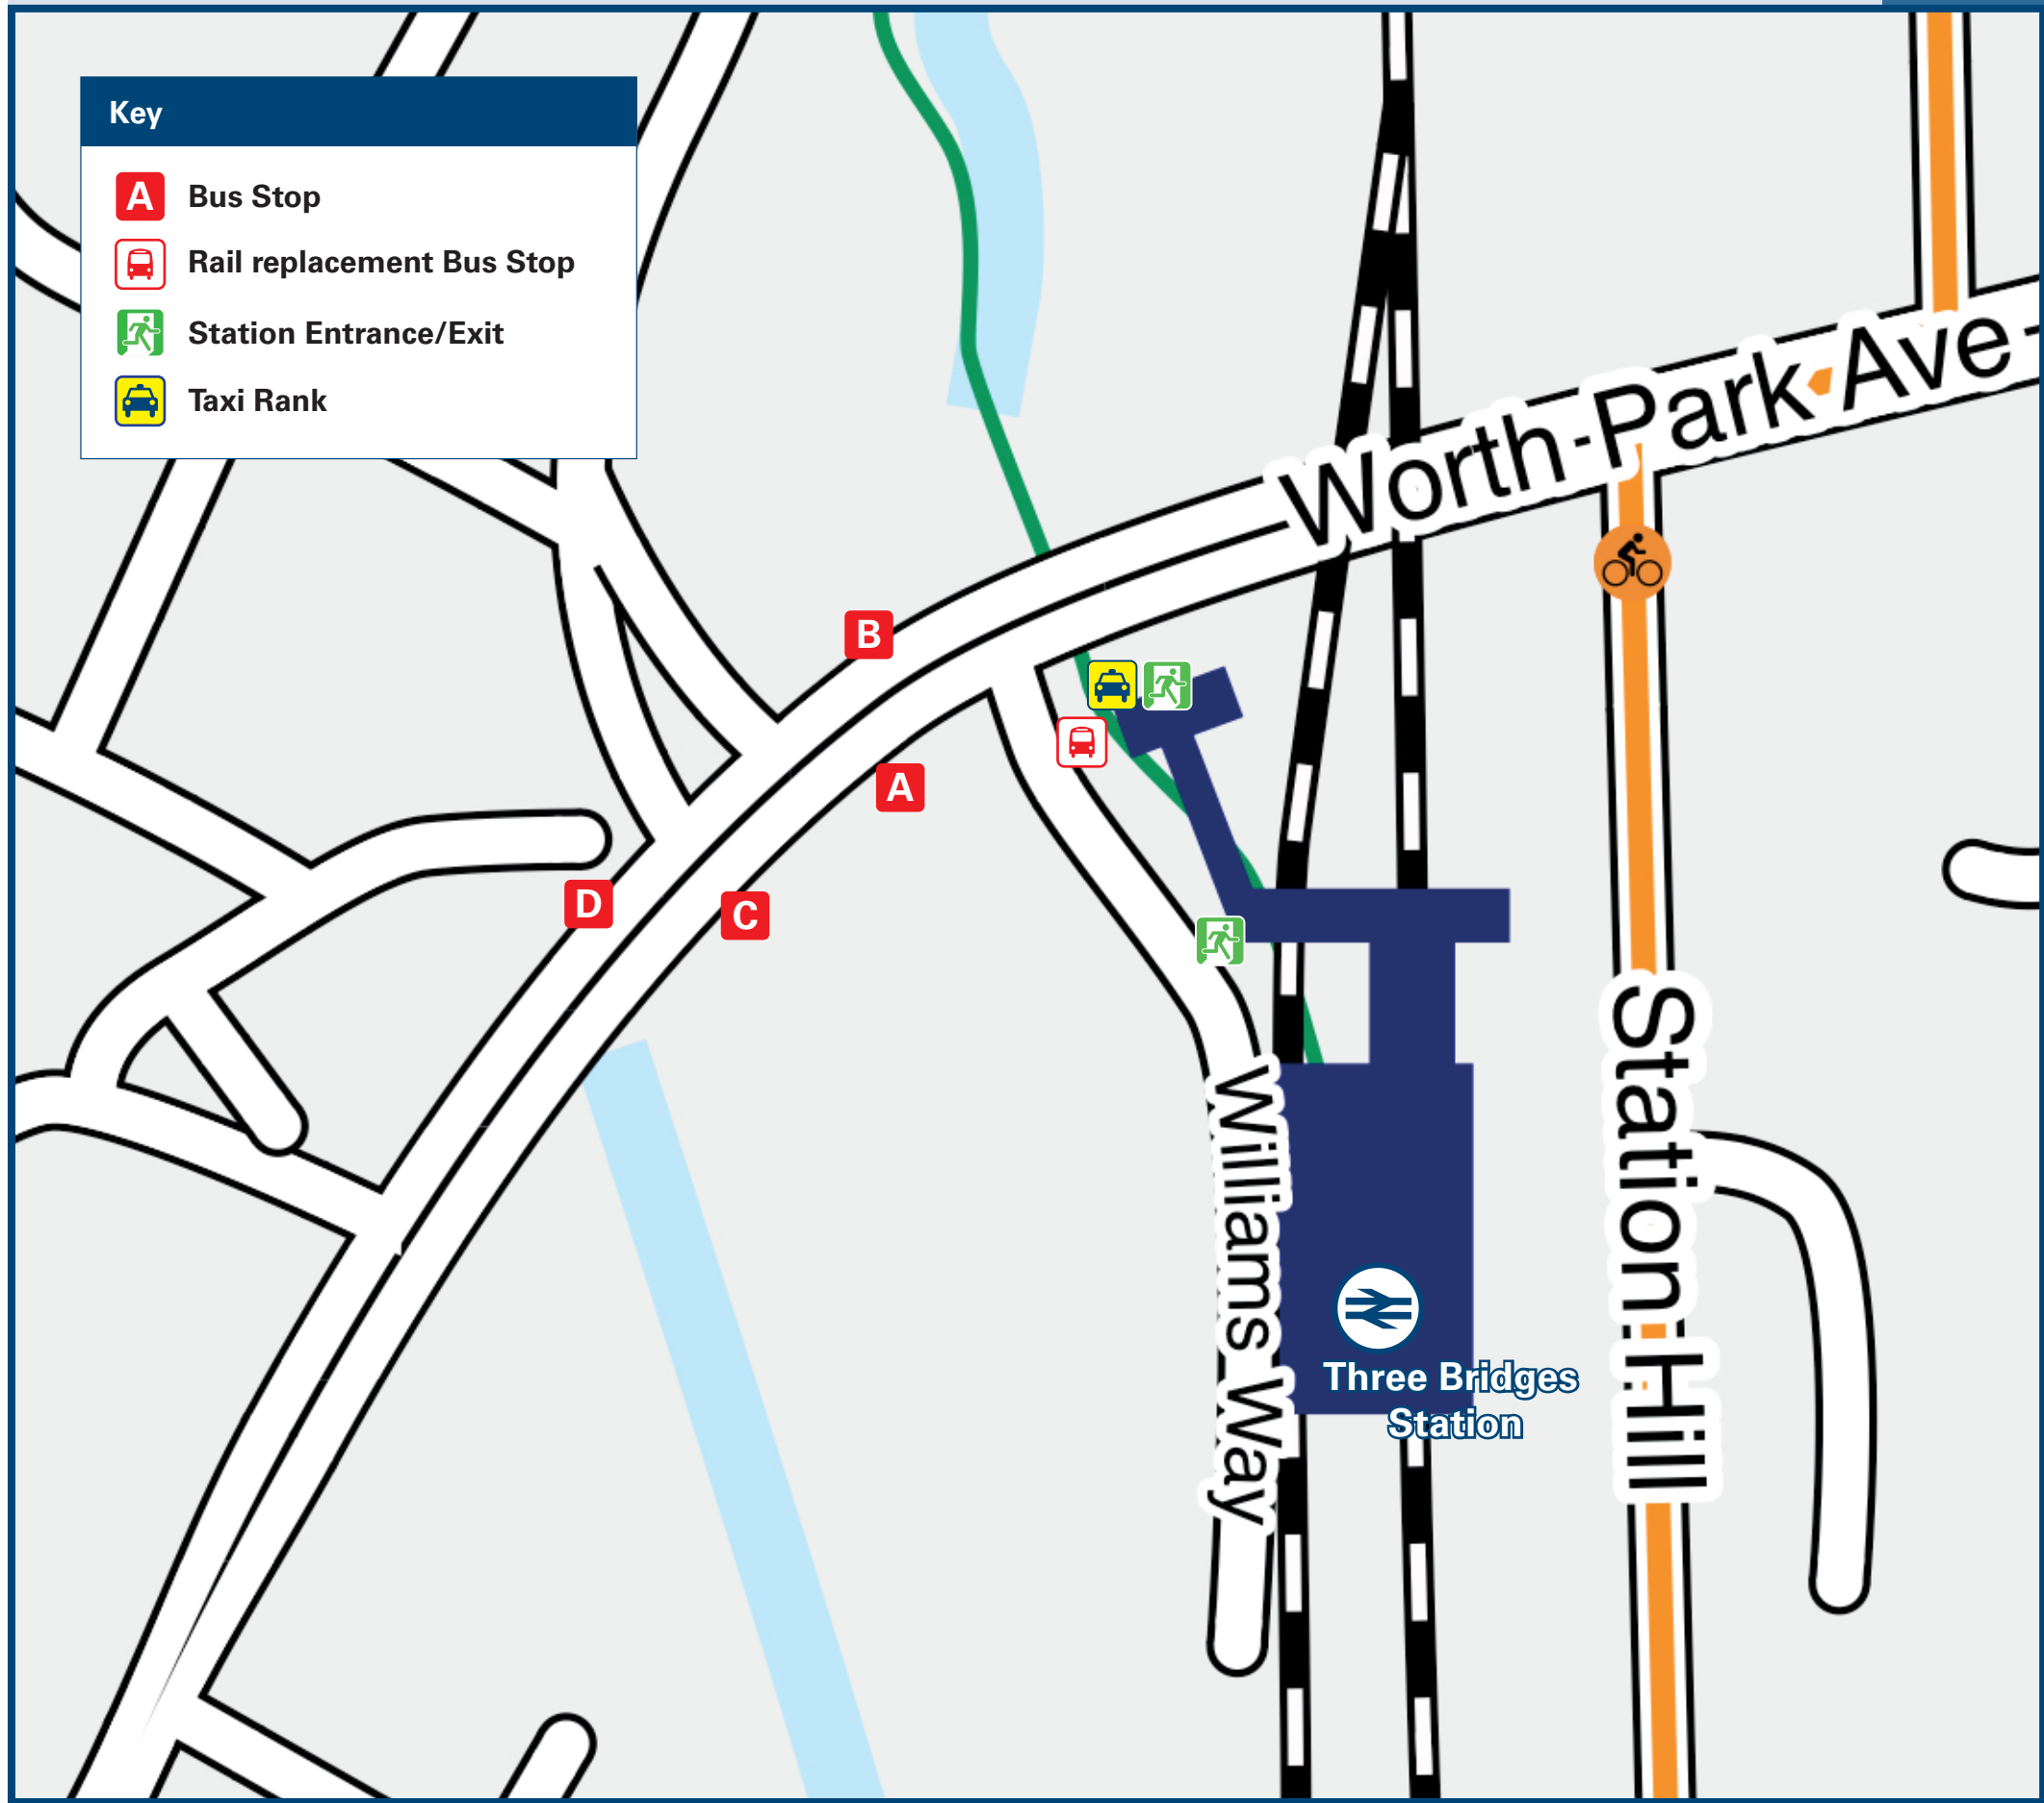 Key
A Bus Stop
Rail replacement Bus Stop
Station Entrance/Exit
Taxi Rank
Worth Park Ave
B
A
D
C
Williams Way
Station Hill
Three Bridges
Station